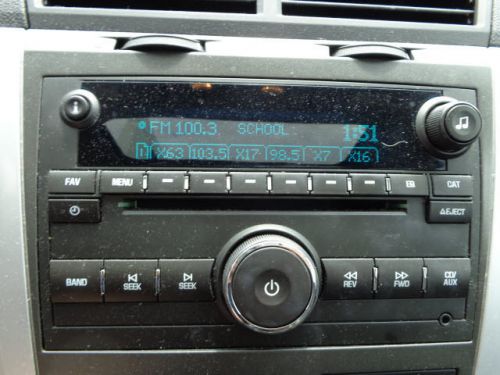 FM 100.3 SCHOOL 1:51
1 X63 103.5 X17 98.5 X7 X16
FAV MENU EQ CAT
EJECT
BAND SEEK SEEK REV FWD CD/AUX